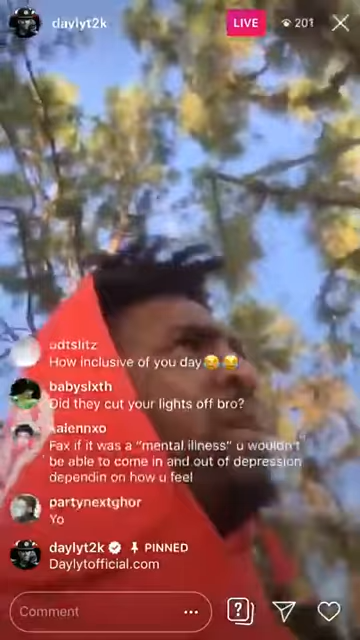 daylyt2k
LIVE
201
odtslitz
How inclusive of you day😂😂
babyslxth
Did they cut your lights off bro?
kalennxo
Fax if it was a "mental illness" u wouldn't
be able to come in and out of depression
dependin on how u feel
partynextghor
Yo
daylyt2k PINNED
Daylytofficial.com
Comment